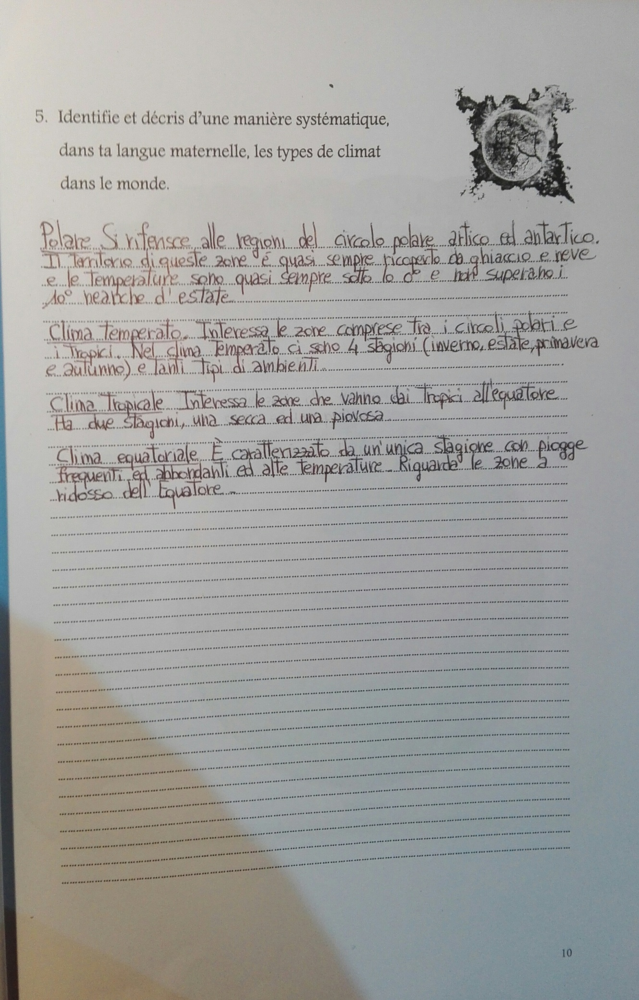 5. Identifie et décris d'une manière systématique,
dans ta langue maternelle, les types de climat
dans le monde.
Polare Si riferisce alle regioni del circolo polare artico ed antartico.
Il territorio di queste zone è quasi sempre ricoperto da ghiaccio e neve
e le temperature sono quasi sempre sotto lo 0° e non superano i
10° neanche d'estate
Clima temperato. Interessa le zone comprese tra i circoli polari e
i tropici. Nel clima temperato ci sono 4 stagioni (inverno, estate, primavera
e autunno) e tanti tipi di ambienti.
Clima Tropicale Interessa le zone che vanno dai Tropici all'equatore
Ha due stagioni, una secca ed una piovosa
Clima equatoriale È caratterizzato da un'unica stagione con piogge
frequenti ed abbondanti ed alte temperature. Riguarda le zone a
ridosso dell'Equatore.
10